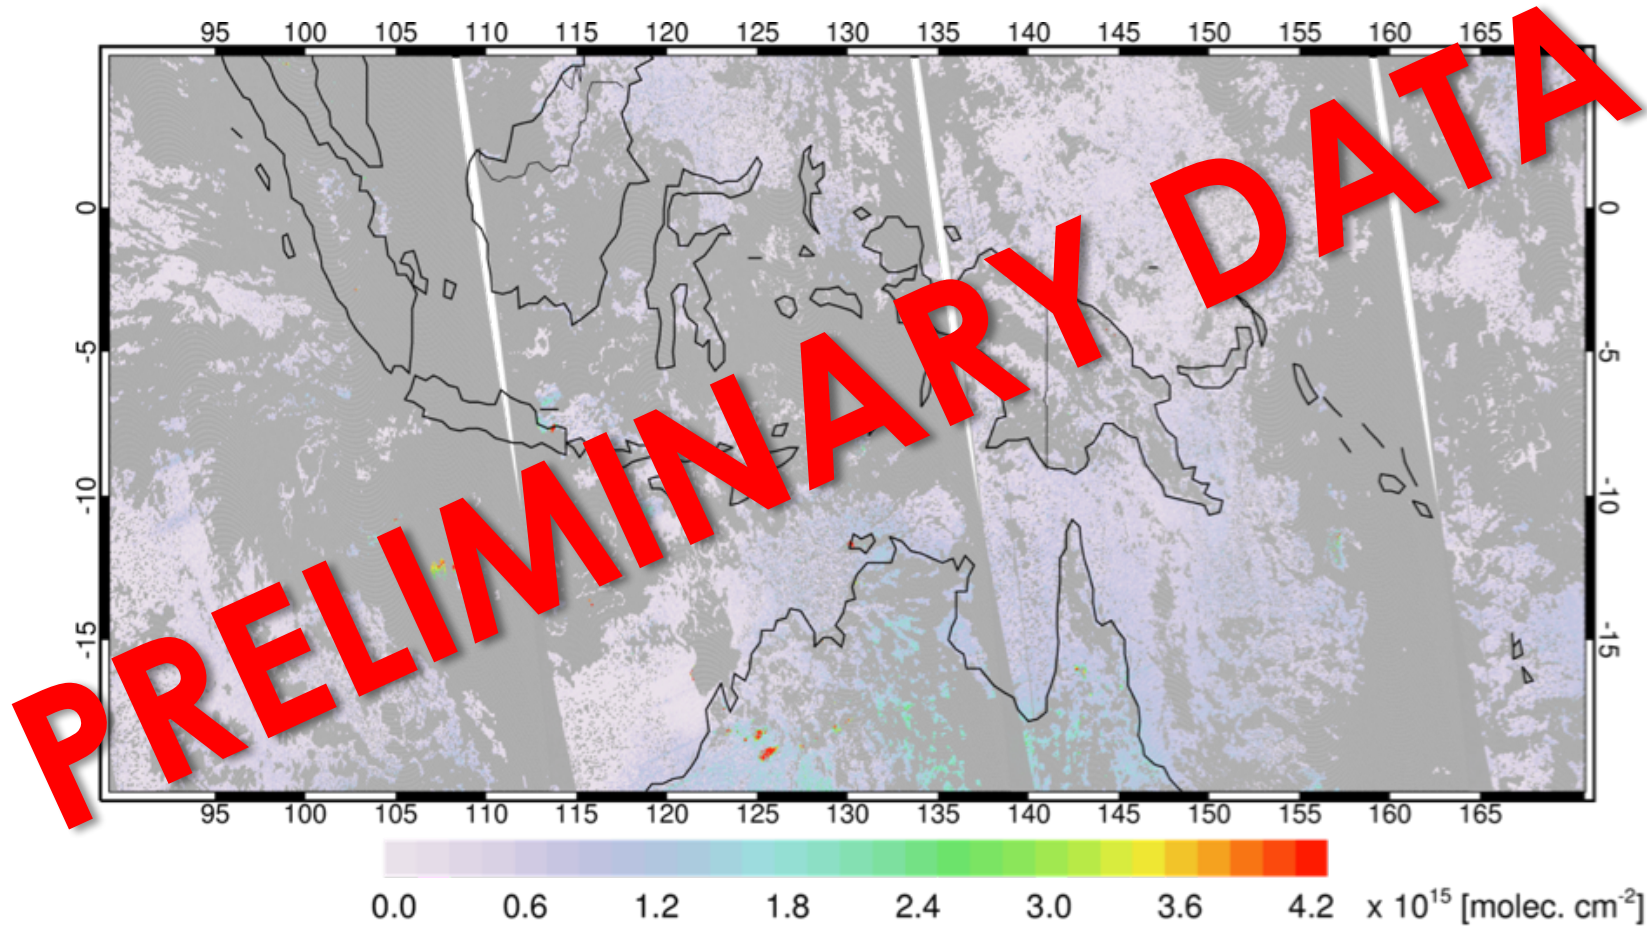 95 100 105 110 115 120 125 130 135 140 145 150 155 160 165
0 0
-5 -5
-10 -10
-15 -15
PRELIMINARY DATA
95 100 105 110 115 120 125 130 135 140 145 150 155 160 165
0.0 0.6 1.2 1.8 2.4 3.0 3.6 4.2 x 10¹⁵ [molec. cm⁻²]